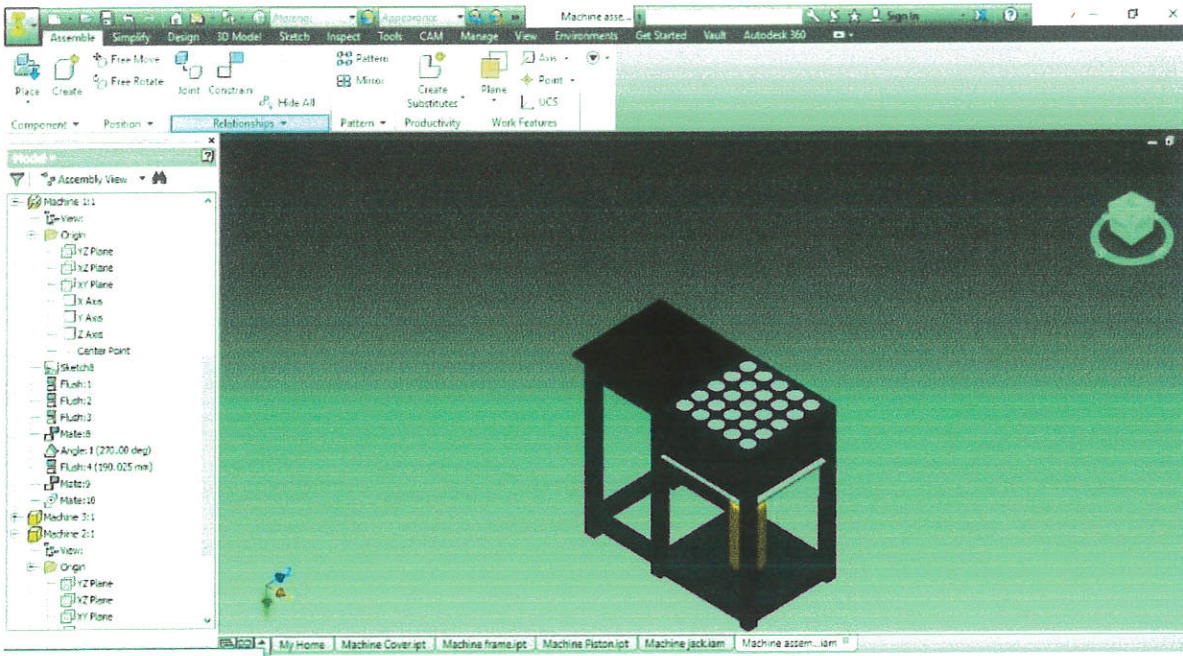 Material
Appearance
Machine asse...
Sign In
Assemble Simplify Design 3D Model Sketch Inspect Tools CAM Manage View Environments Get Started Vault Autodesk 360
Place
Create
Free Move
Free Rotate
Joint
Constrain
Hide All
Pattern
Mirror
Create
Substitutes
Plane
Axis
Point
UCS
Component Position Relationships Pattern Productivity Work Features
Model
Assembly View
Machine 1:1
View:
Origin
YZ Plane
XZ Plane
XY Plane
X Axis
Y Axis
Z Axis
Center Point
Sketch8
Flush:1
Flush:2
Flush:3
Mate:8
Angle:1 (270.00 deg)
Flush:4 (190.025 mm)
Mate:9
Mate:10
Machine 3:1
Machine 2:1
View:
Origin
YZ Plane
XZ Plane
XY Plane
Z
My Home Machine Cover.ipt Machine frame.ipt Machine Piston.ipt Machine jack.iam Machine assem...iam